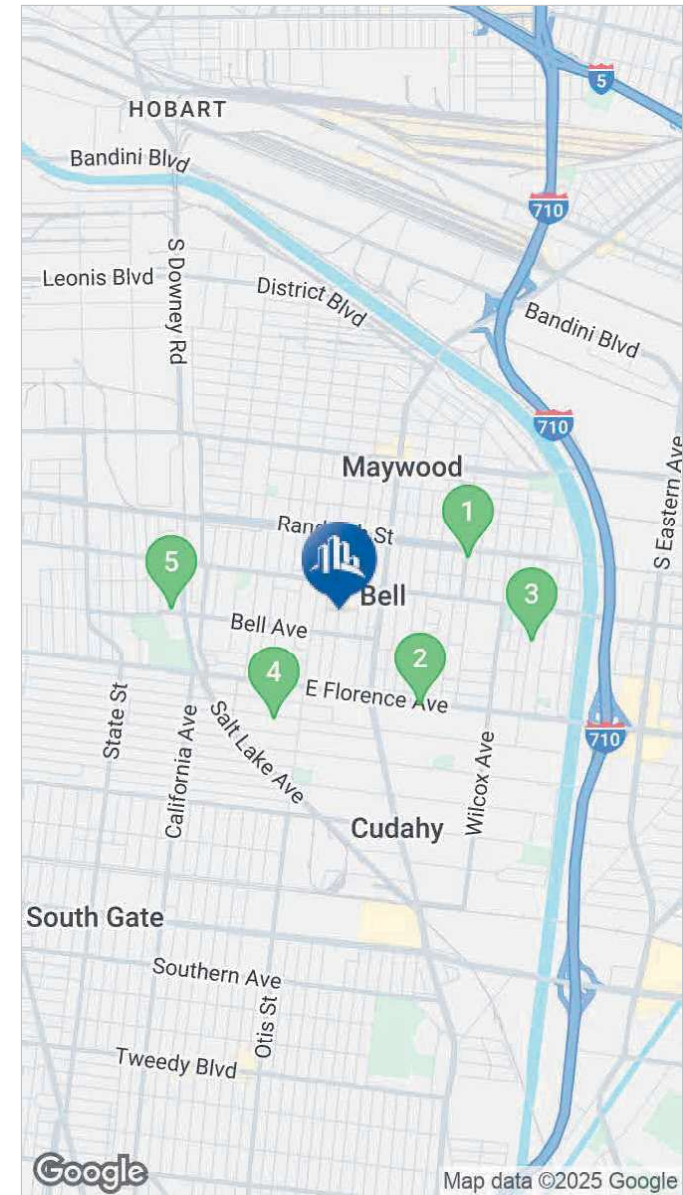 5
HOBART
Bandini Blvd
710
S Downey Rd
Leonis Blvd
District Blvd
Bandini Blvd
710
S Eastern Ave
Maywood
1
St
5
3
Bell
Bell Ave
2
4
E Florence Ave
State St
California Ave
Salt Lake Ave
Wilcox Ave
710
Cudahy
South Gate
Southern Ave
Otis St
Tweedy Blvd
Google
Map data ©2025 Google